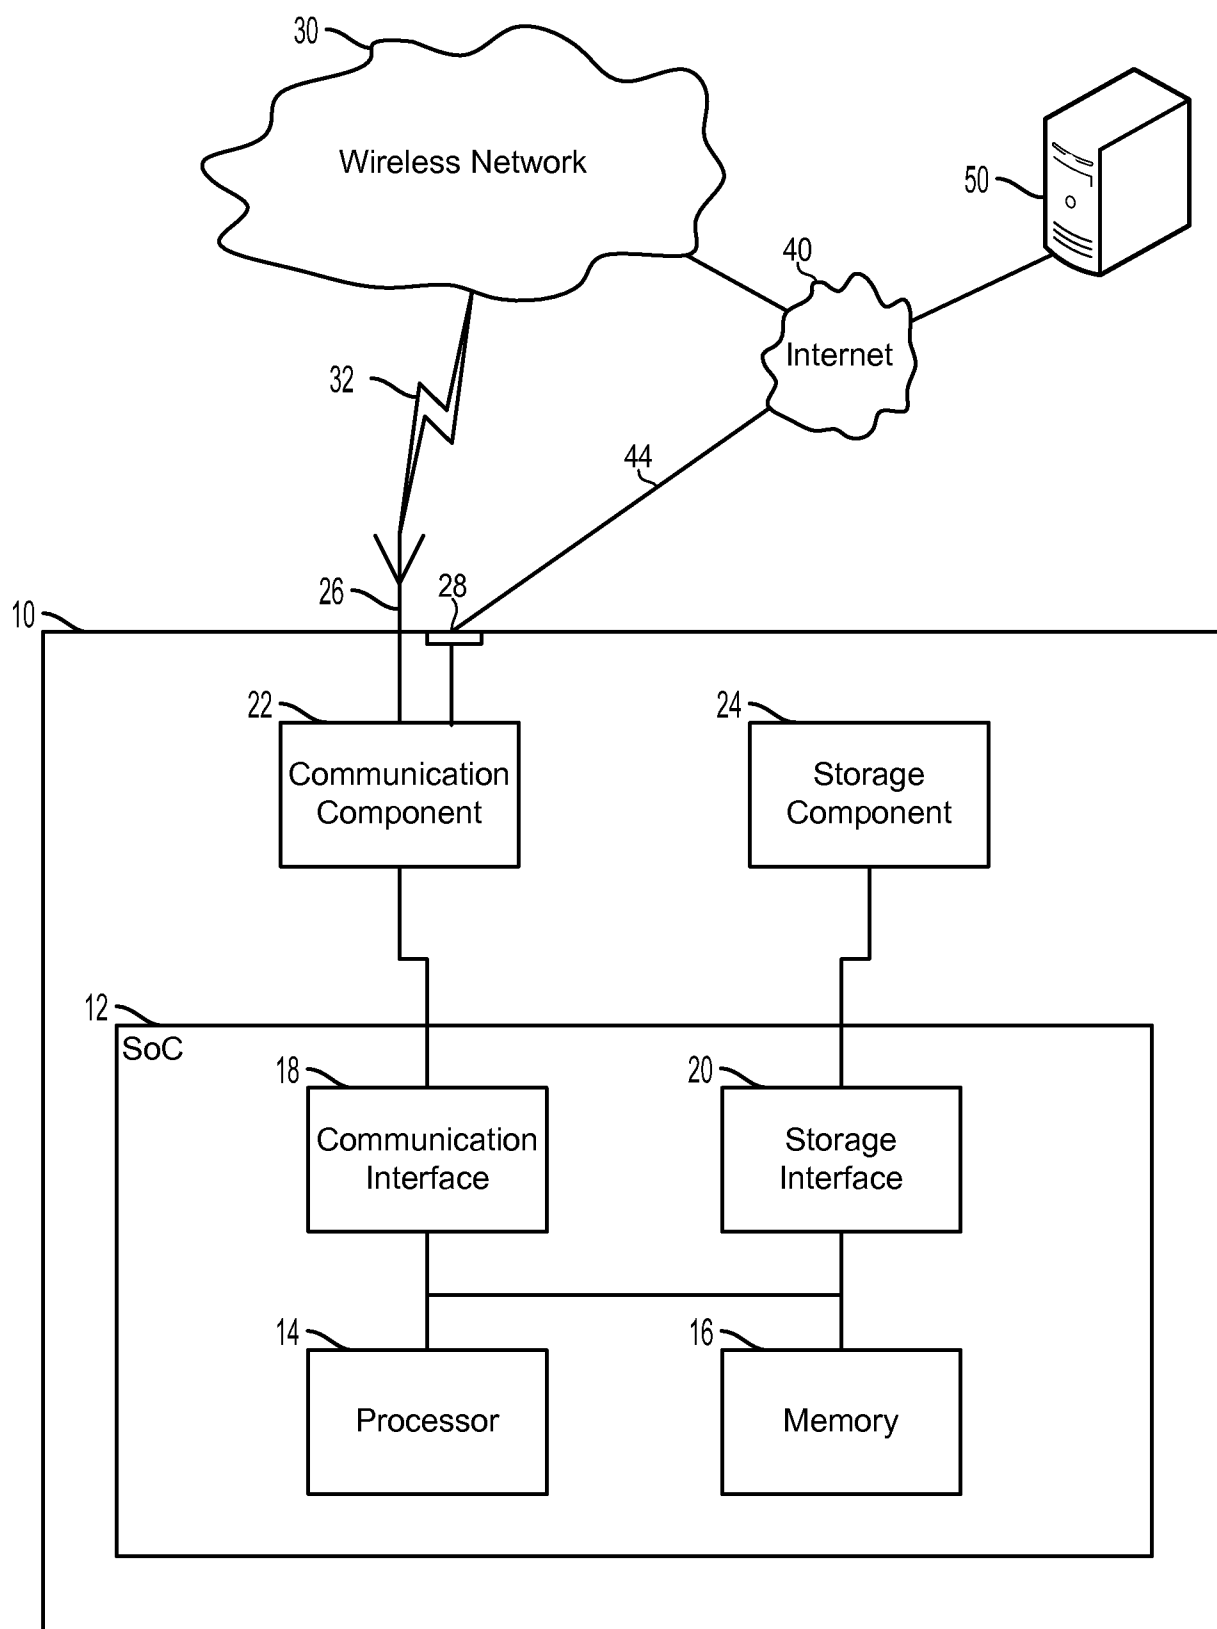 30
Wireless Network
50
40
Internet
32
44
26
28
10
22
24
Communication
Component
Storage
Component
12
SoC
18
20
Communication
Interface
Storage
Interface
14
16
Processor
Memory